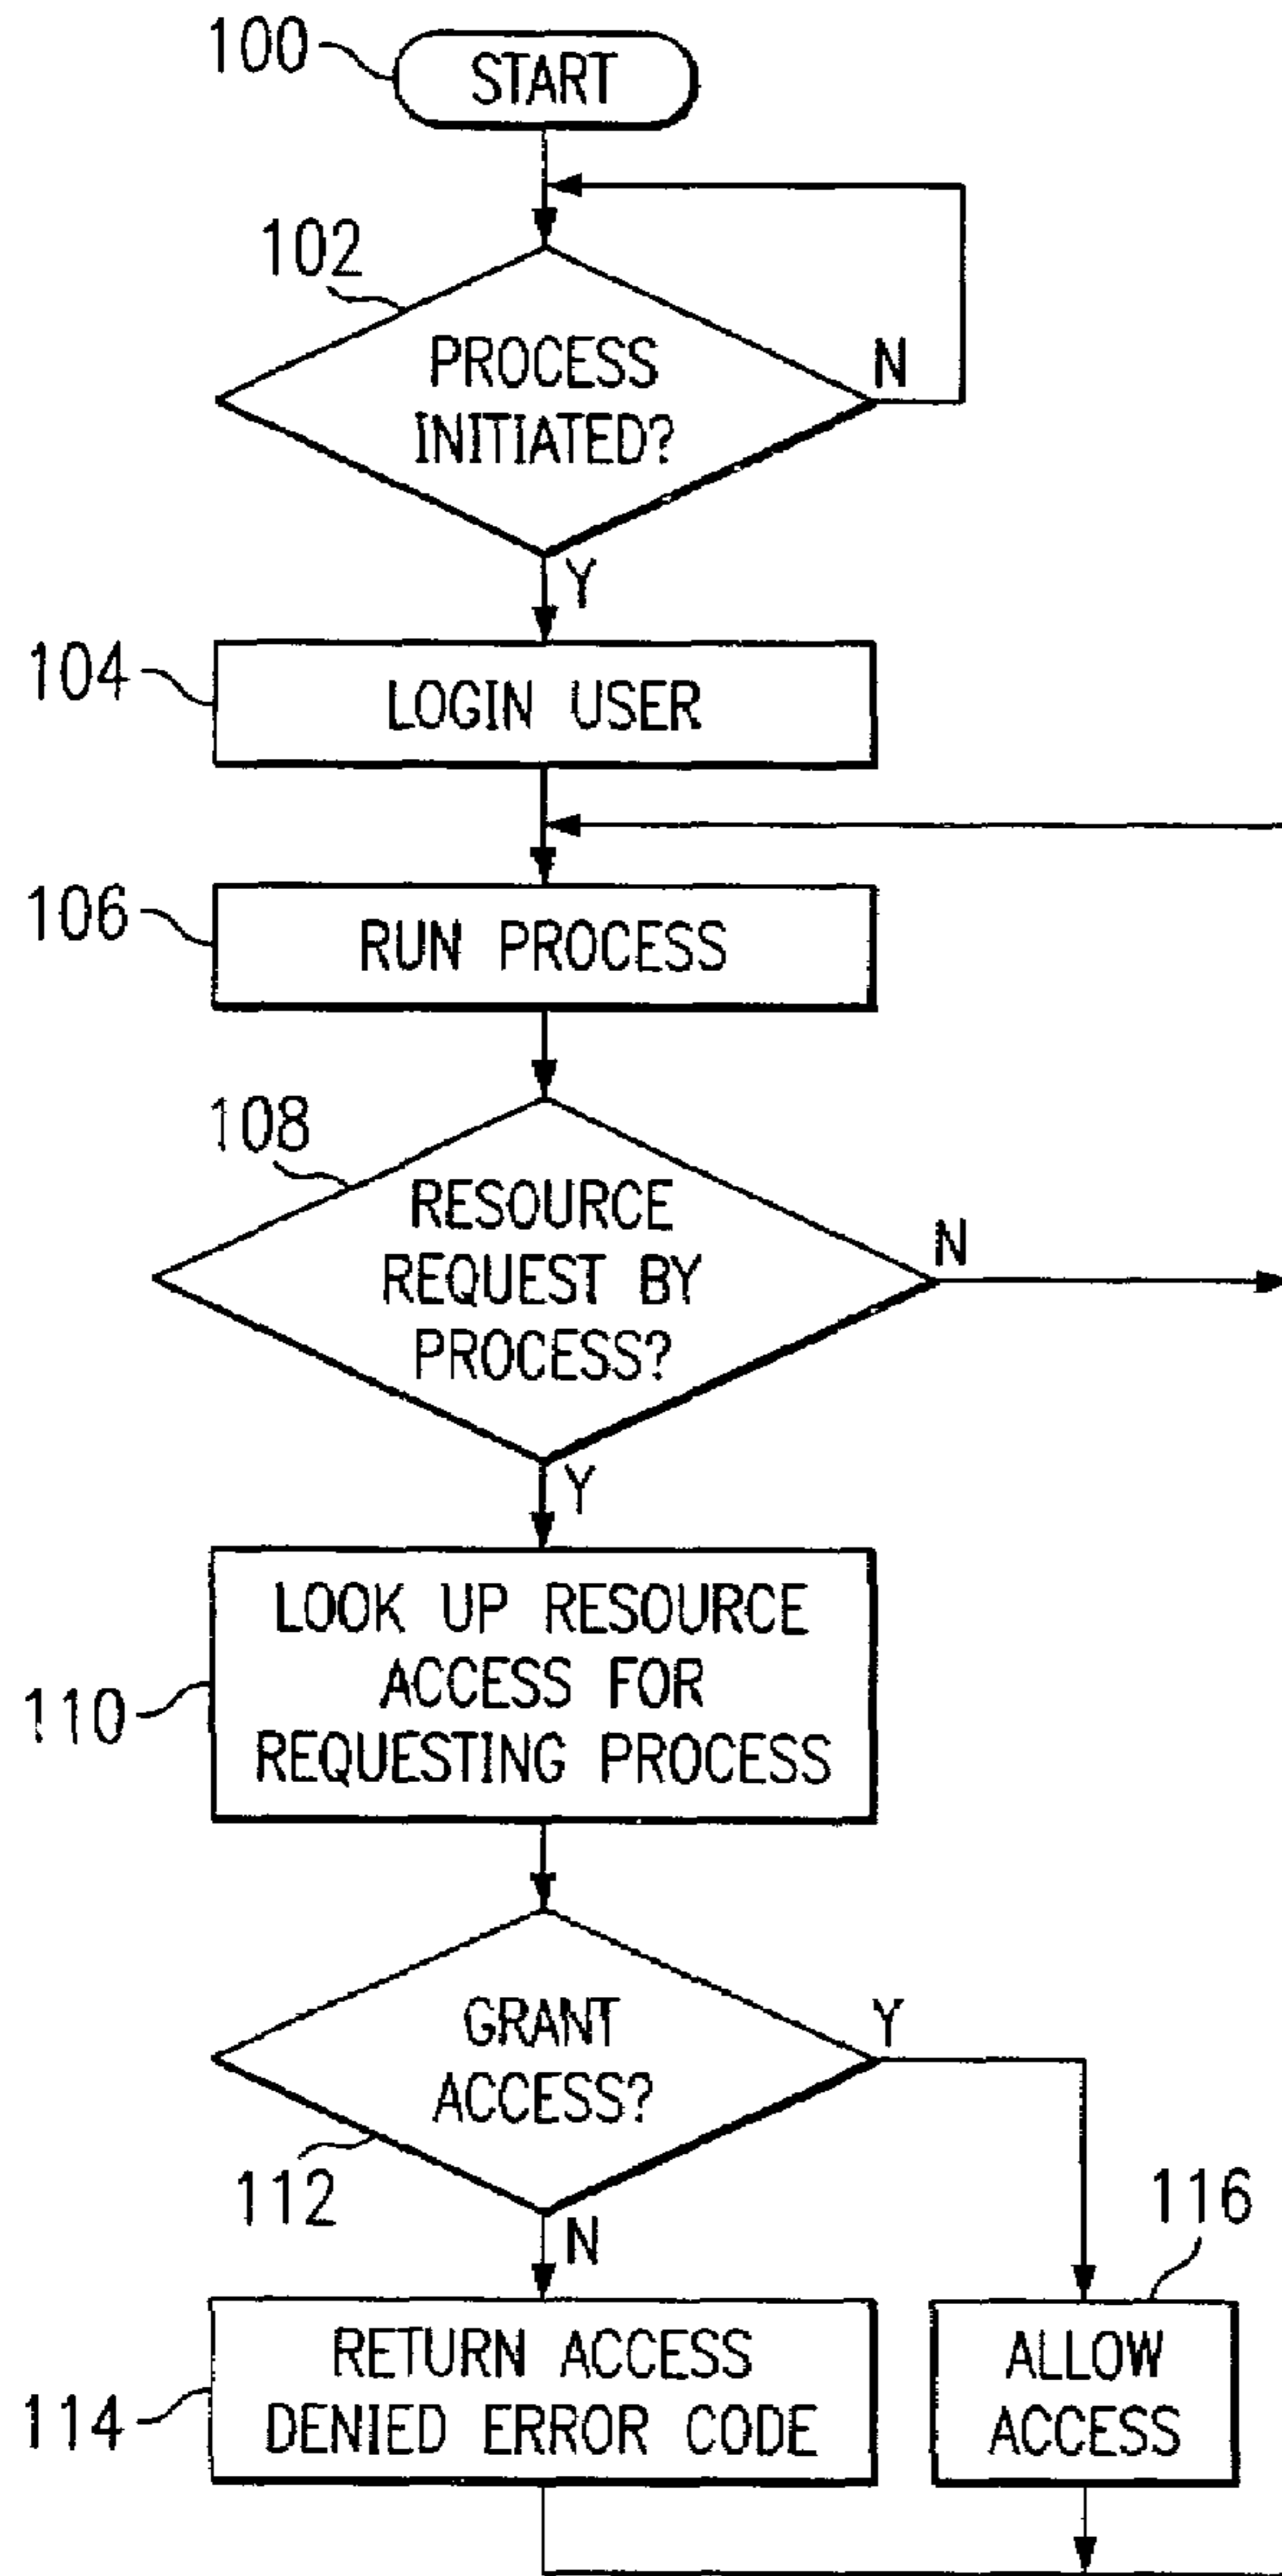 100
START
102
PROCESS
INITIATED?
N
Y
104
LOGIN USER
106
RUN PROCESS
108
RESOURCE
REQUEST BY
PROCESS?
N
Y
110
LOOK UP RESOURCE
ACCESS FOR
REQUESTING PROCESS
GRANT
ACCESS?
Y
112
N
116
114
RETURN ACCESS
DENIED ERROR CODE
ALLOW
ACCESS